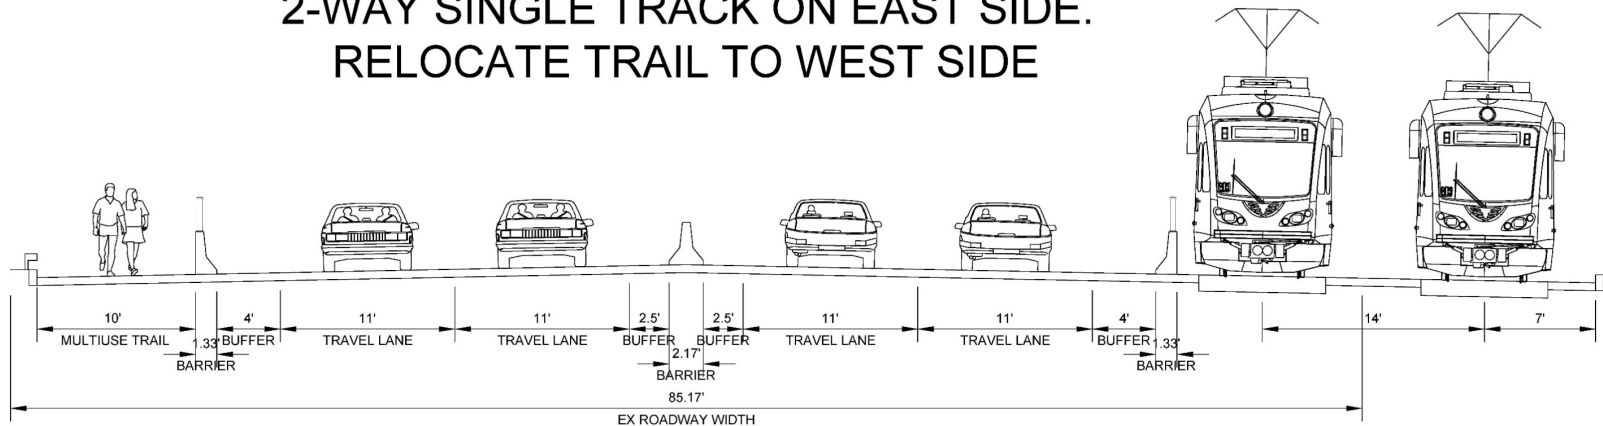 2-WAY SINGLE TRACK ON EAST SIDE.
RELOCATE TRAIL TO WEST SIDE
10' 4' 11' 11' 2.5' 2.5' 11' 11' 4' 14' 7'
MULTIUSE TRAIL 1.33' BUFFER TRAVEL LANE TRAVEL LANE BUFFER BUFFER TRAVEL LANE TRAVEL LANE BUFFER 1.33'
2.17'
BARRIER BARRIER BARRIER
85.17'
EX ROADWAY WIDTH